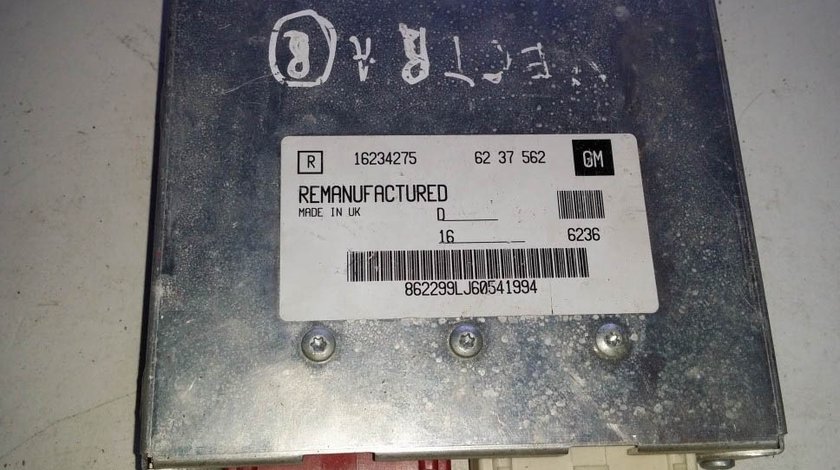 VECTRA B
R 16234275 62 37 562 GM
REMANUFACTURED
MADE IN UK D
16 6236
862299LJ60541994